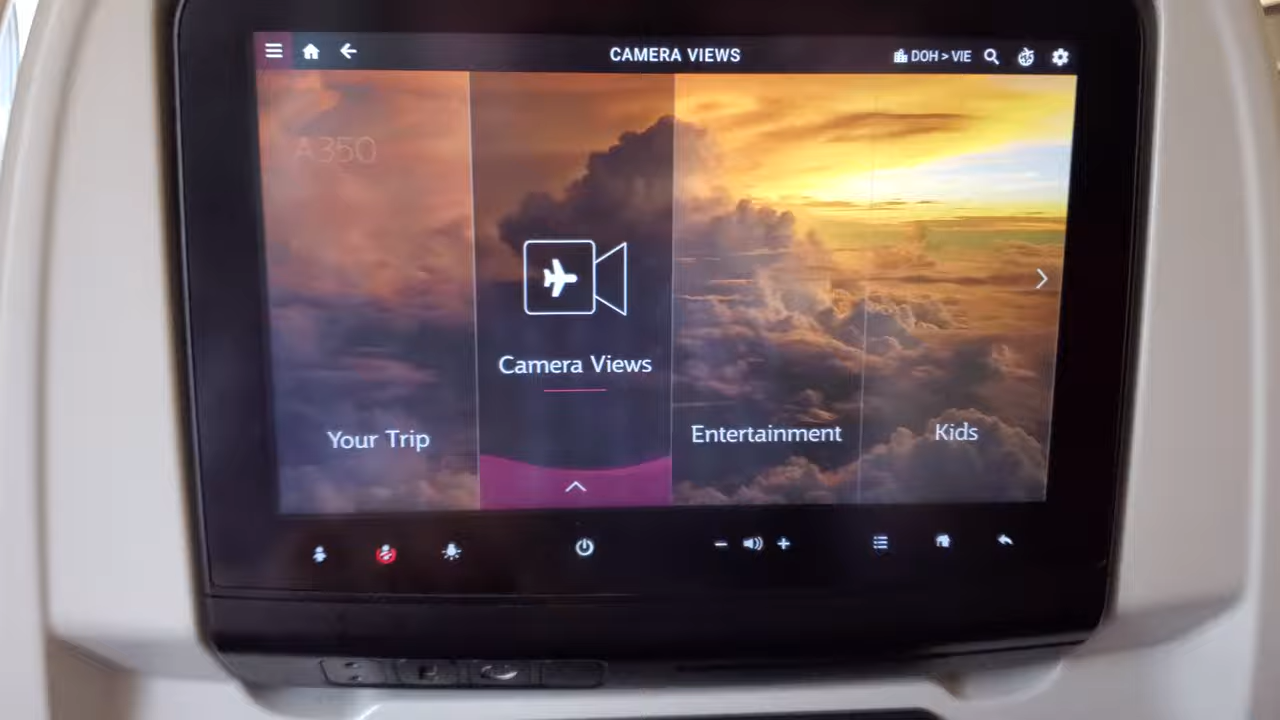 CAMERA VIEWS
DOH > VIE
A350
Camera Views
Your Trip
Entertainment
Kids